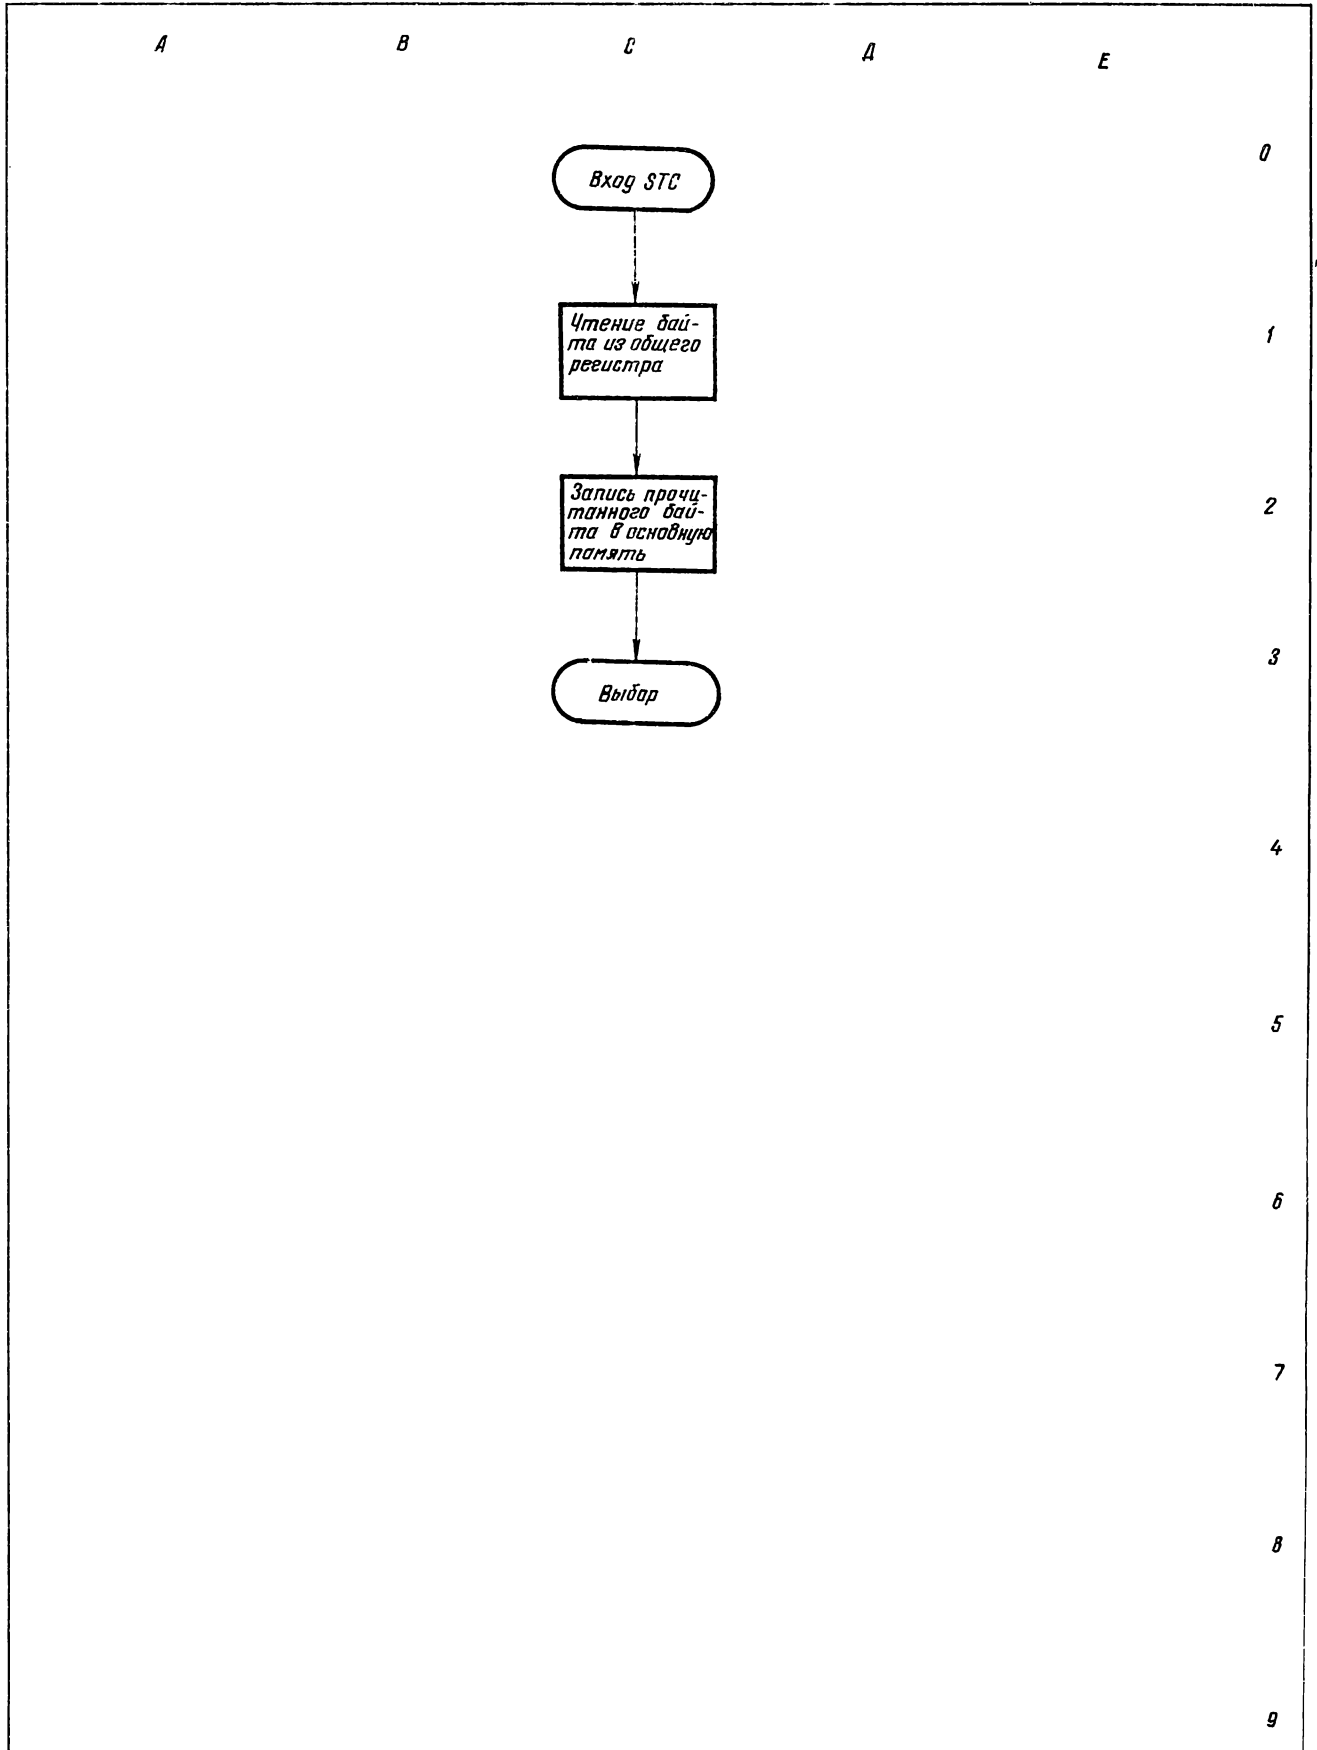 А В С Д Е
0
Вход STC
Чтение бай-
та из общего
регистра
1
Запись прочи-
танного бай-
та в основную
память
2
3
Выбор
4
5
6
7
8
9